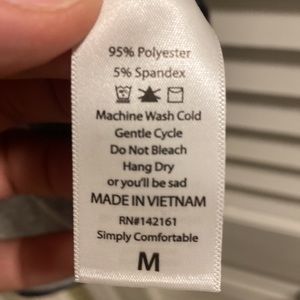 95% Polyester
5% Spandex
Machine Wash Cold
Gentle Cycle
Do Not Bleach
Hang Dry
or you'll be sad
MADE IN VIETNAM
RN#142161
Simply Comfortable
M